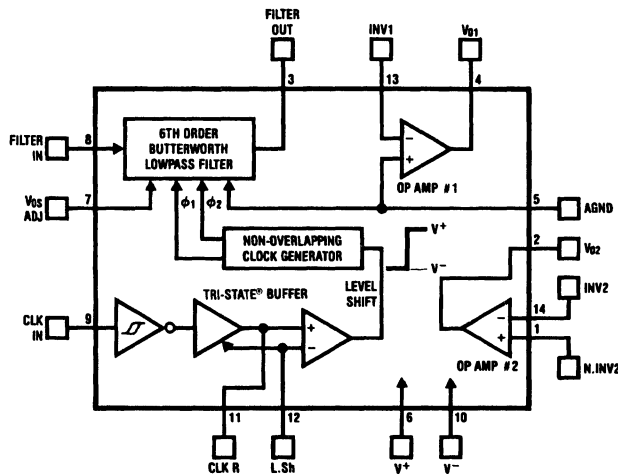 FILTER
OUT
INV1
VO1
3
13
4
FILTER
IN
8
6TH ORDER
BUTTERWORTH
LOWPASS FILTER
−
+
OP AMP #1
VOS
ADJ
7
ϕ1
ϕ2
5
AGND
NON-OVERLAPPING
CLOCK GENERATOR
V+
V−
2
VO2
LEVEL
SHIFT
TRI-STATE® BUFFER
INV2
14
CLK
IN
9
+
−
−
+
1
OP AMP #2
N.INV2
11
12
6
10
CLK R
L.Sh
V+
V−